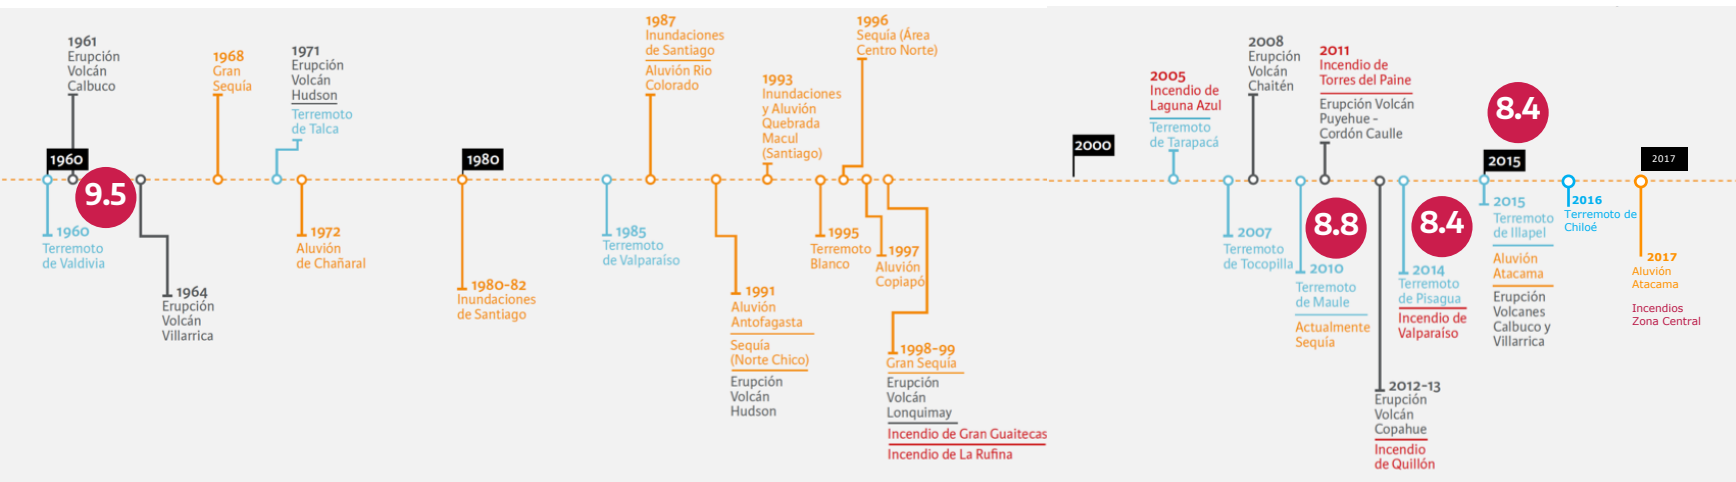 1960
1960
Terremoto
de Valdivia
1961
Erupción
Volcán
Calbuco
9.5
1964
Erupción
Volcán
Villarrica
1968
Gran
Sequía
1971
Erupción
Volcán
Hudson
Terremoto
de Talca
1972
Aluvión
de Chañaral
1980
1980-82
Inundaciones
de Santiago
1985
Terremoto
de Valparaíso
1987
Inundaciones
de Santiago
Aluvión Rio
Colorado
1991
Aluvión
Antofagasta
Sequía
(Norte Chico)
Erupción
Volcán
Hudson
1993
Inundaciones
y Aluvión
Quebrada
Macul
(Santiago)
1995
Terremoto
Blanco
1996
Sequía (Área
Centro Norte)
1997
Aluvión
Copiapó
1998-99
Gran Sequía
Erupción
Volcán
Lonquimay
Incendio de Gran Guaitecas
Incendio de La Rufina
2000
2005
Incendio de
Laguna Azul
Terremoto
de Tarapacá
2007
Terremoto
de Tocopilla
2008
Erupción
Volcán
Chaitén
2010
Terremoto
de Maule
Actualmente
Sequía
8.8
2011
Incendio de
Torres del Paine
Erupción Volcán
Puyehue -
Cordón Caulle
2012-13
Erupción
Volcán
Copahue
Incendio
de Quillón
8.4
2014
Terremoto
de Pisagua
Incendio de
Valparaíso
8.4
2015
2015
Terremoto
de Illapel
Aluvión
Atacama
Erupción
Volcanes
Calbuco y
Villarrica
2016
Terremoto de
Chiloé
2017
2017
Aluvión
Atacama
Incendios
Zona Central